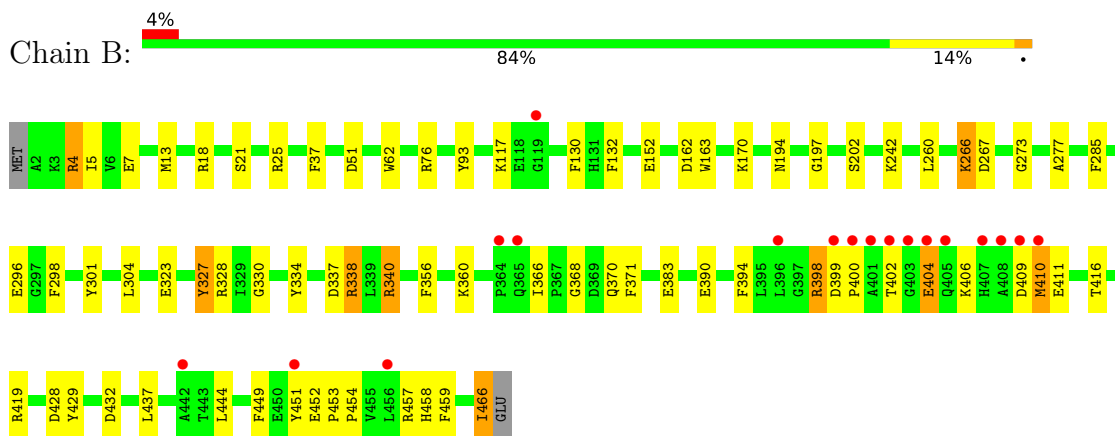 4%
Chain B:
84% 14% •
MET A2 K3 R4 I5 V6 E7 M13 R18 S21 R25 F37 D51 W62 R76 Y93 K117 E118 G119 F130 H131 F132 E152 D162 W163 K170 N194 G197 S202 K242 L260 K266 D267 G273 A277 F285
E296 G297 F298 Y301 L304 E323 Y327 R328 I329 G330 Y334 D337 R338 L339 R340 F356 K360 P364 Q365 I366 P367 G368 D369 Q370 F371 E383 E390 F394 L395 L396 G397 R398 D399 P400 A401 T402 G403 E404 Q405 K406 H407 A408 D409 M410 E411 T416
R419 D428 Y429 D432 L437 A442 T443 L444 F449 E450 Y451 E452 P453 P454 V455 L456 R457 H458 F459 I466 GLU